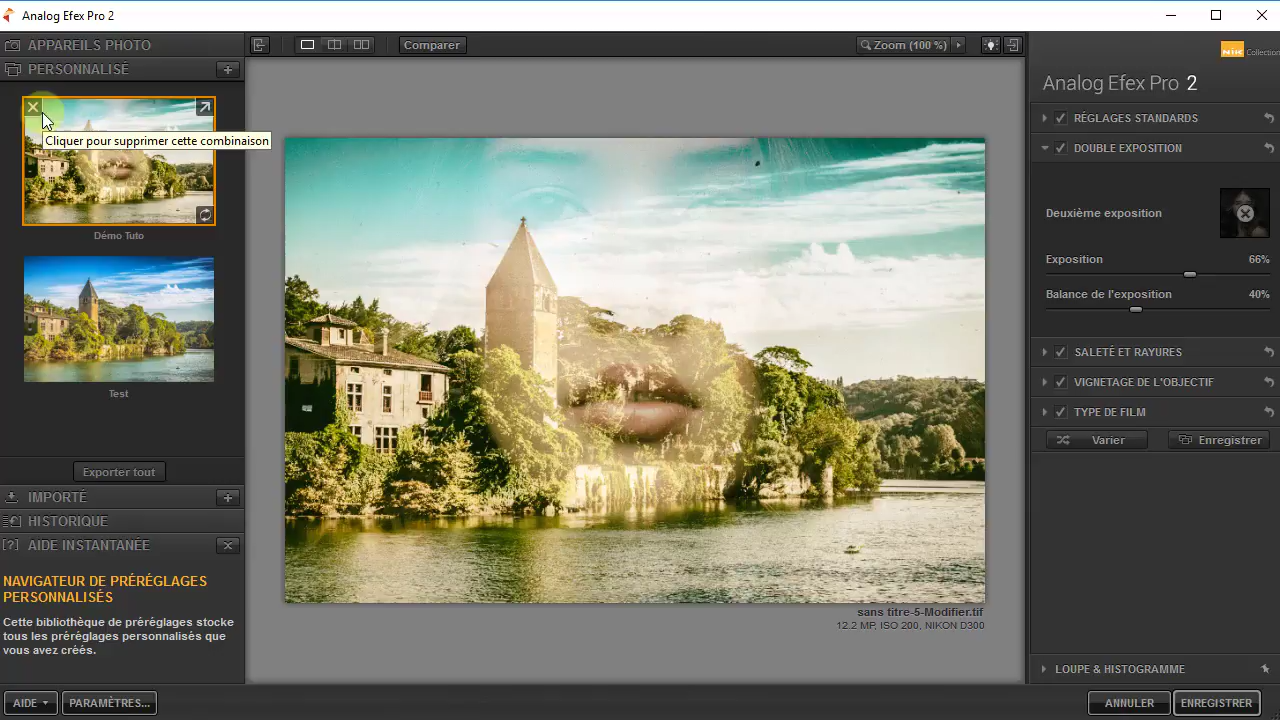 Analog Efex Pro 2
APPAREILS PHOTO
PERSONNALISÉ
Comparer
Zoom (100 %)
Nik Collection
Analog Efex Pro 2
Cliquer pour supprimer cette combinaison
Démo Tuto
Test
Exporter tout
IMPORTÉ
HISTORIQUE
[?] AIDE INSTANTANÉE
NAVIGATEUR DE PRÉRÉGLAGES
PERSONNALISÉS
Cette bibliothèque de préréglages stocke
tous les préréglages personnalisés que
vous avez créés.
AIDE
PARAMÈTRES...
sans titre-5-Modifier.tif
12.2 MP, ISO 200, NIKON D300
RÉGLAGES STANDARDS
DOUBLE EXPOSITION
Deuxième exposition
Exposition 66%
Balance de l'exposition 40%
SALETÉ ET RAYURES
VIGNETAGE DE L'OBJECTIF
TYPE DE FILM
Varier
Enregistrer
LOUPE & HISTOGRAMME
ANNULER
ENREGISTRER